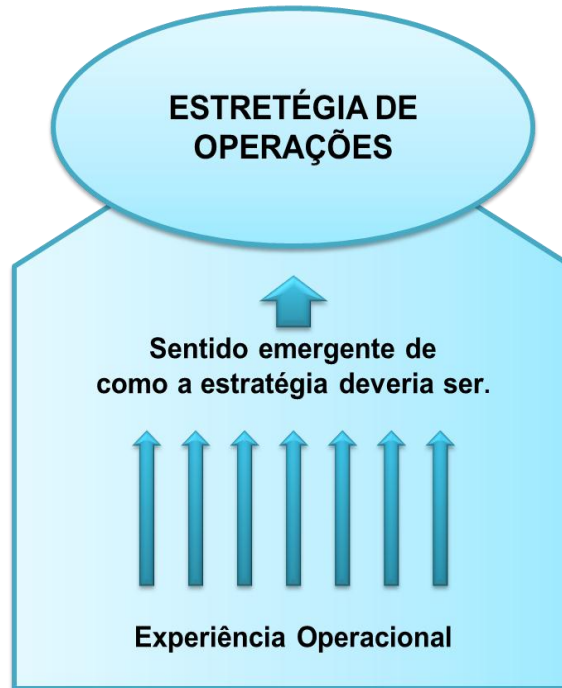 ESTRETÉGIA DE
OPERAÇÕES
Sentido emergente de
como a estratégia deveria ser.
Experiência Operacional